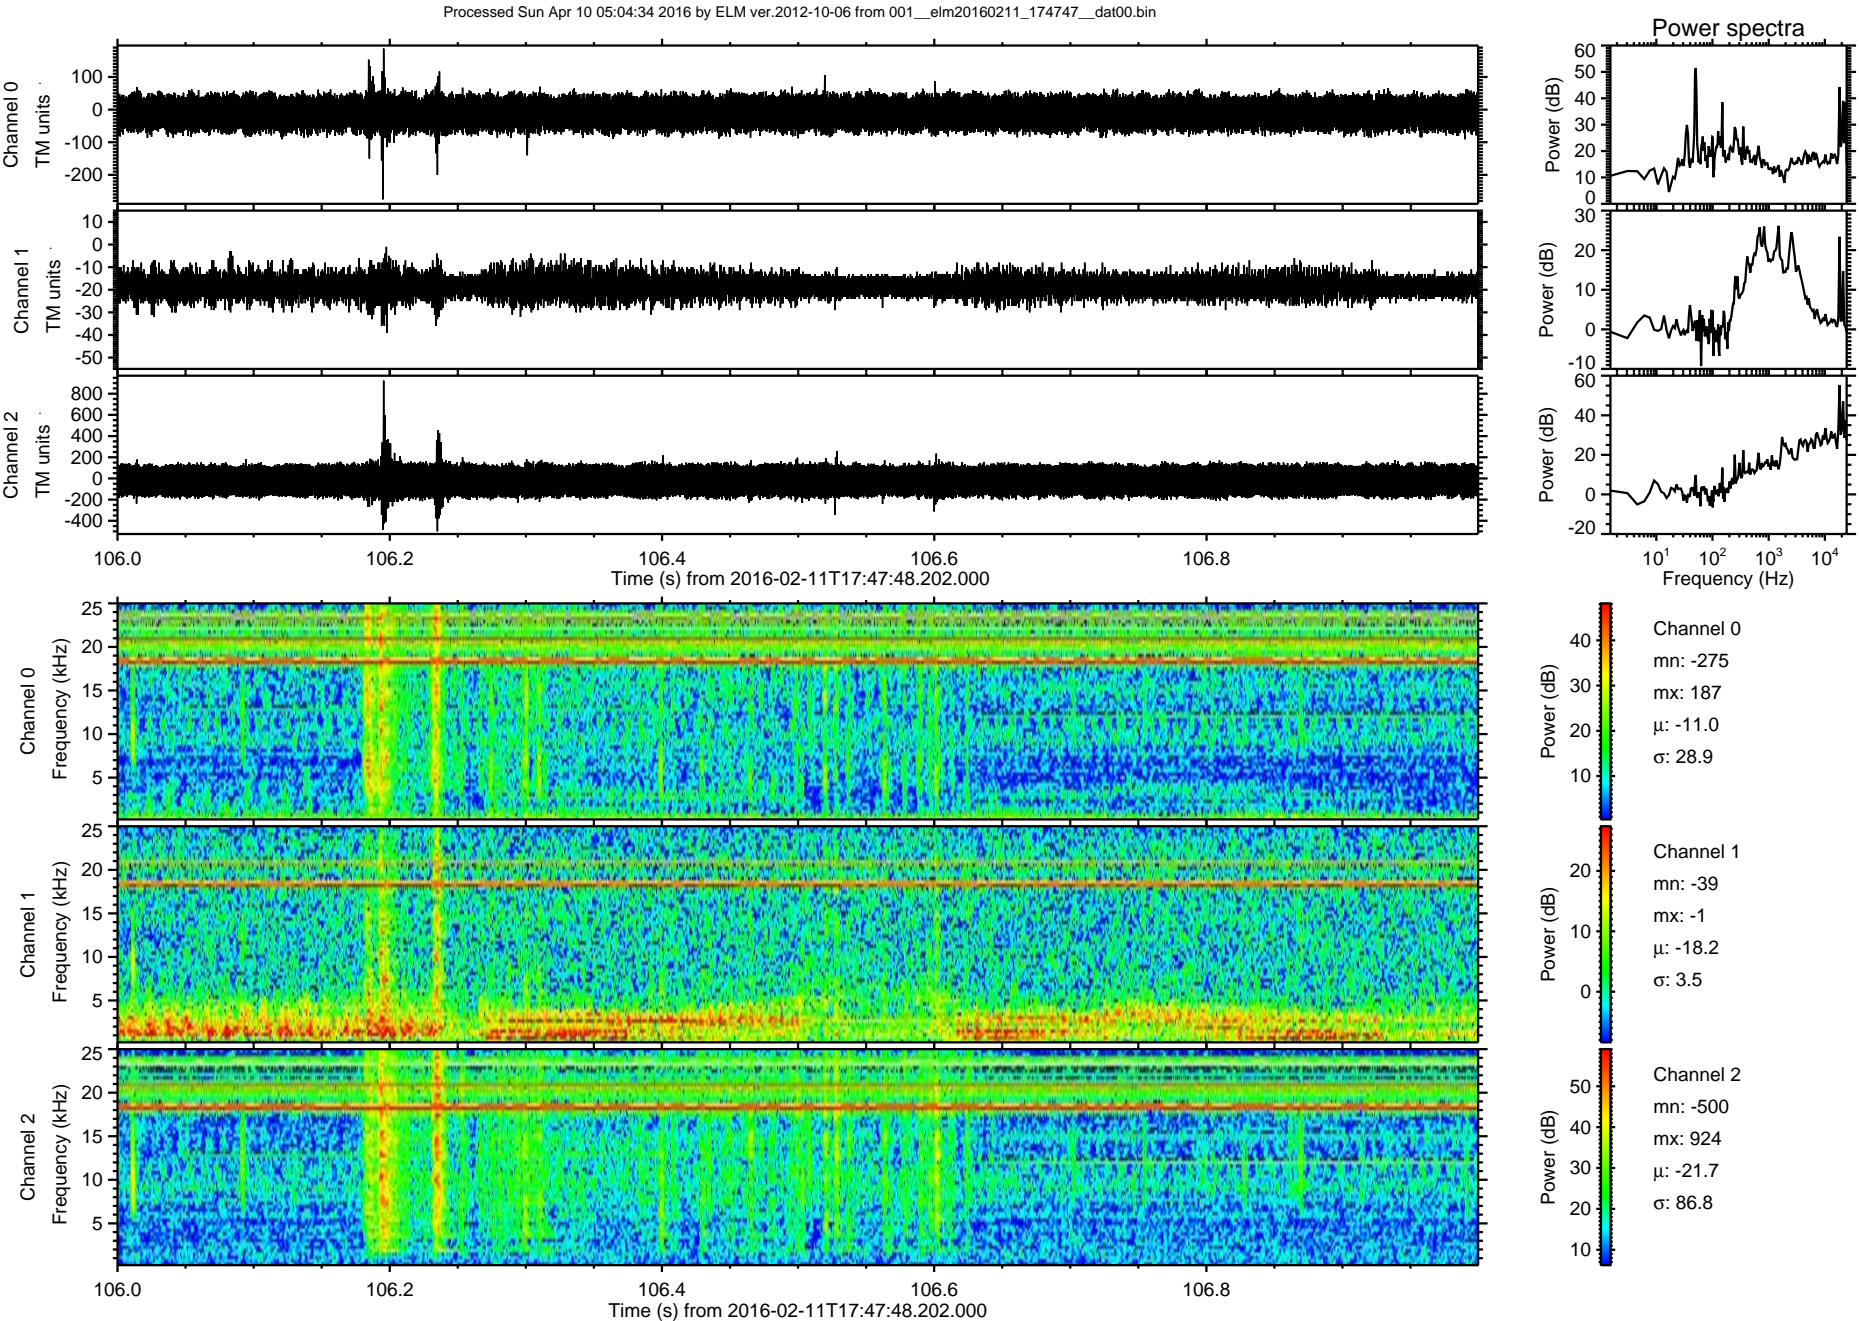 Processed Sun Apr 10 05:04:34 2016 by ELM ver.2012-10-06 from 001__elm20160211_174747__dat00.bin
Power spectra
Channel 0
TM units
100
0
-100
-200
Power (dB)
60
50
40
30
20
10
0
Channel 1
TM units
10
0
-10
-20
-30
-40
-50
Power (dB)
30
20
10
0
-10
Channel 2
TM units
800
600
400
200
0
-200
-400
Power (dB)
60
40
20
0
-20
106.0 106.2 106.4 106.6 106.8
Time (s) from 2016-02-11T17:47:48.202.000
10^1 10^2 10^3 10^4
Frequency (Hz)
Channel 0
Frequency (kHz)
25
20
15
10
5
Power (dB)
40
30
20
10
Channel 0
mn: -275
mx: 187
μ: -11.0
σ: 28.9
Channel 1
Frequency (kHz)
25
20
15
10
5
Power (dB)
20
10
0
Channel 1
mn: -39
mx: -1
μ: -18.2
σ: 3.5
Channel 2
Frequency (kHz)
25
20
15
10
5
Power (dB)
50
40
30
20
10
Channel 2
mn: -500
mx: 924
μ: -21.7
σ: 86.8
106.0 106.2 106.4 106.6 106.8
Time (s) from 2016-02-11T17:47:48.202.000